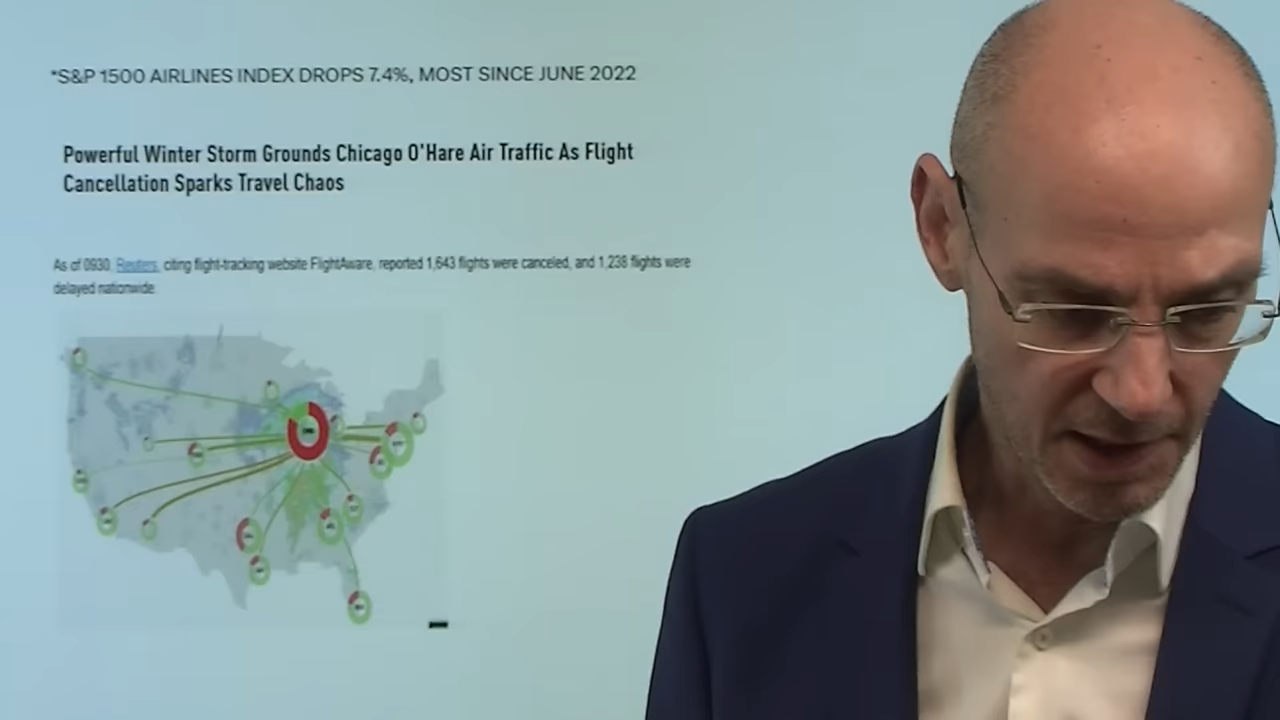 *S&P 1500 AIRLINES INDEX DROPS 7.4%, MOST SINCE JUNE 2022
Powerful Winter Storm Grounds Chicago O'Hare Air Traffic As Flight
Cancellation Sparks Travel Chaos
As of 0930, Reuters, citing flight-tracking website FlightAware, reported 1,643 flights were canceled, and 1,238 flights were
delayed nationwide